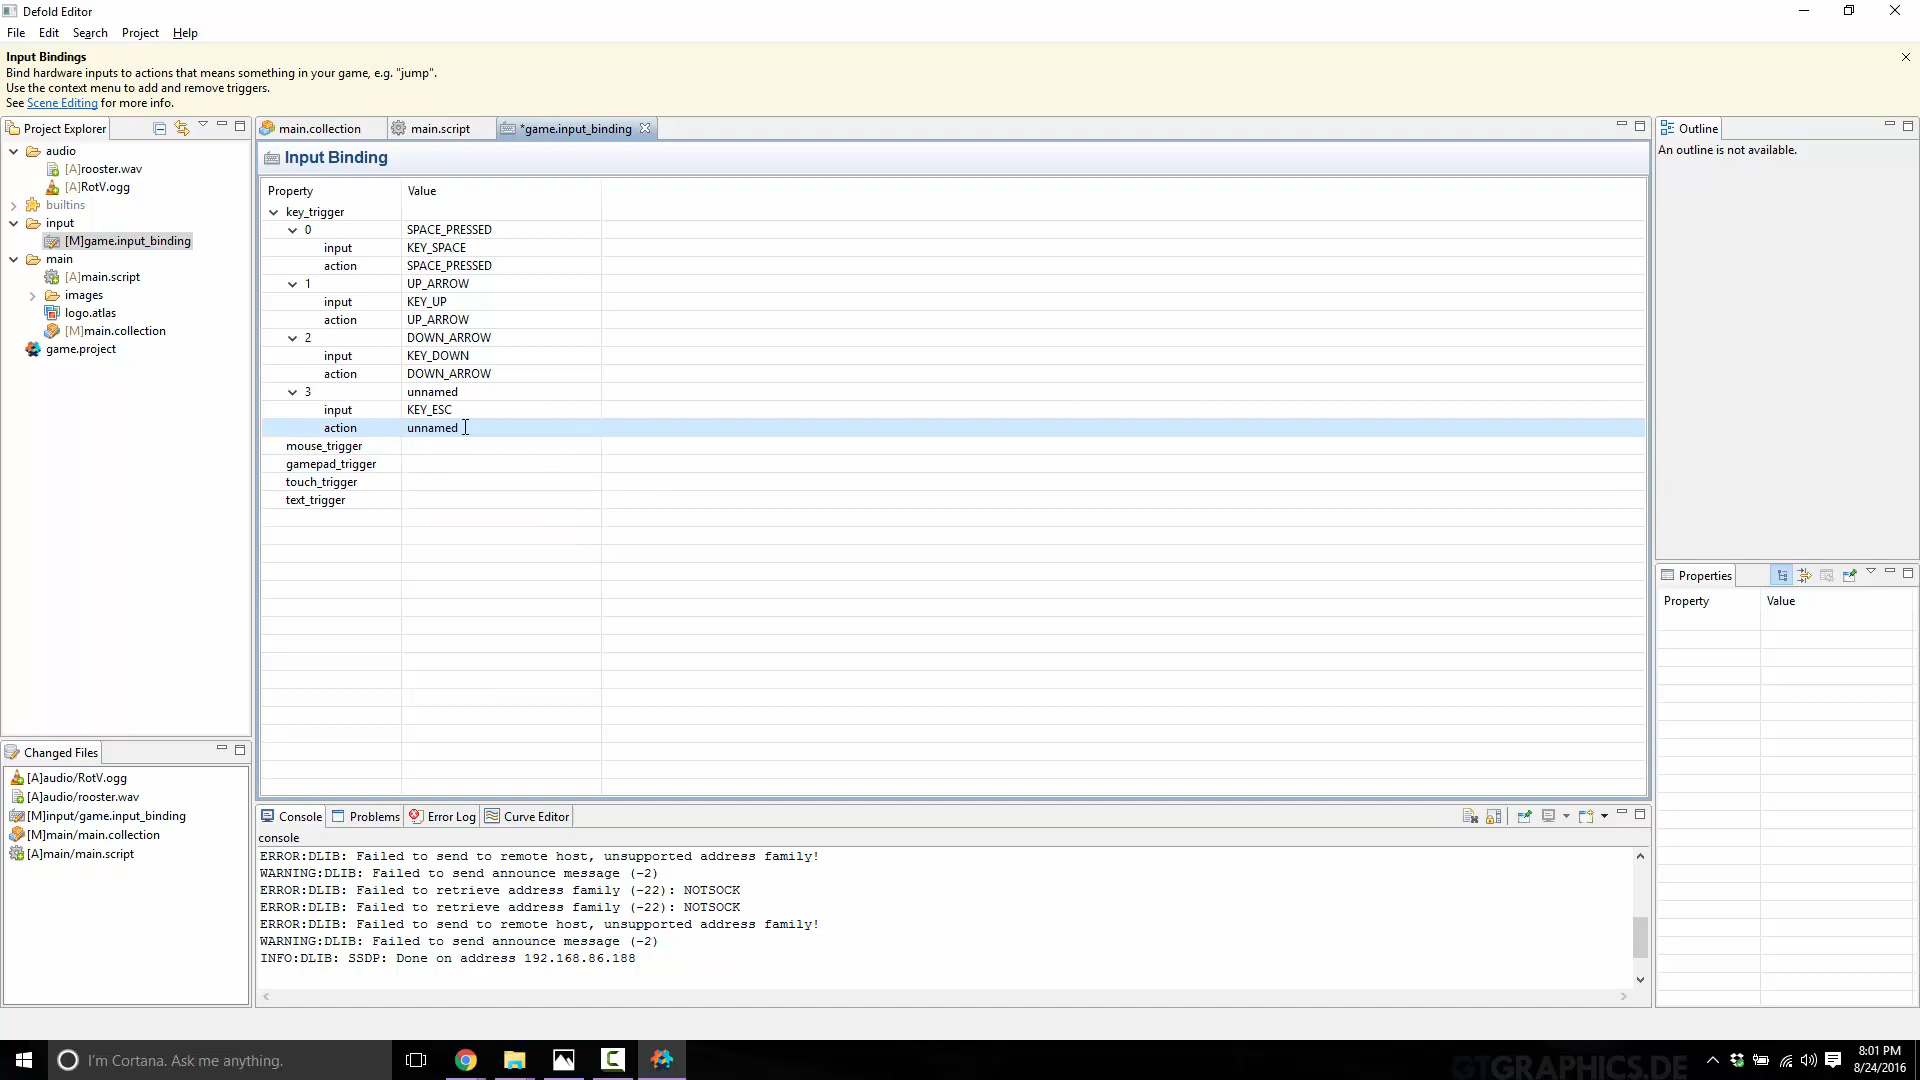 Defold Editor
File Edit Search Project Help
Input Bindings
Bind hardware inputs to actions that means something in your game, e.g. "jump".
Use the context menu to add and remove triggers.
See Scene Editing for more info.
Project Explorer
audio
[A]rooster.wav
[A]RotV.ogg
builtins
input
[M]game.input_binding
main
[A]main.script
images
logo.atlas
[M]main.collection
game.project
Changed Files
[A]audio/RotV.ogg
[A]audio/rooster.wav
[M]input/game.input_binding
[M]main/main.collection
[A]main/main.script
main.collection main.script *game.input_binding
Input Binding
Property Value
key_trigger
0 SPACE_PRESSED
input KEY_SPACE
action SPACE_PRESSED
1 UP_ARROW
input KEY_UP
action UP_ARROW
2 DOWN_ARROW
input KEY_DOWN
action DOWN_ARROW
3 unnamed
input KEY_ESC
action unnamed
mouse_trigger
gamepad_trigger
touch_trigger
text_trigger
Console Problems Error Log Curve Editor
console
ERROR:DLIB: Failed to send to remote host, unsupported address family!
WARNING:DLIB: Failed to send announce message (-2)
ERROR:DLIB: Failed to retrieve address family (-22): NOTSOCK
ERROR:DLIB: Failed to retrieve address family (-22): NOTSOCK
ERROR:DLIB: Failed to send to remote host, unsupported address family!
WARNING:DLIB: Failed to send announce message (-2)
INFO:DLIB: SSDP: Done on address 192.168.86.188
Outline
An outline is not available.
Properties
Property Value
I'm Cortana. Ask me anything.
GTGRAPHICS.DE
8:01 PM
8/24/2016